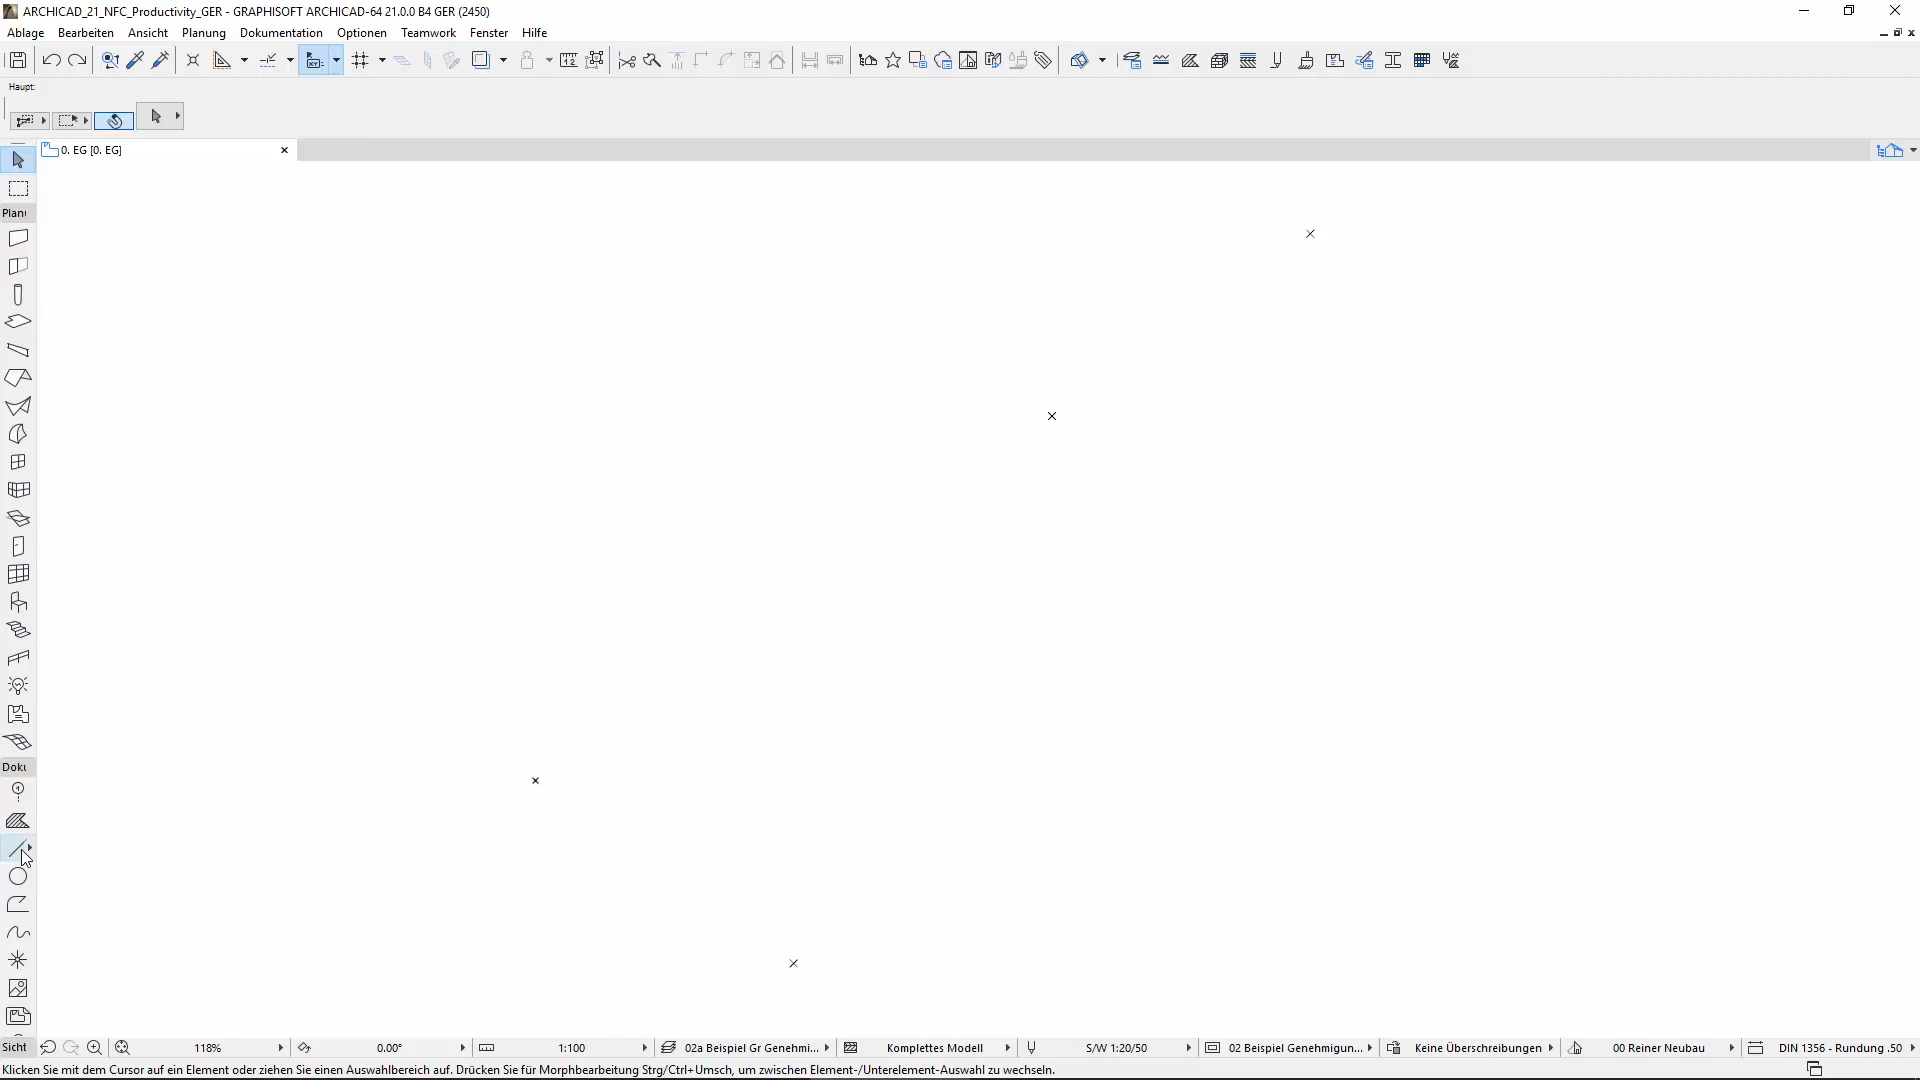 ARCHICAD_21_NFC_Productivity_GER - GRAPHISOFT ARCHICAD-64 21.0.0 B4 GER (2450)
Ablage Bearbeiten Ansicht Planung Dokumentation Optionen Teamwork Fenster Hilfe
Haupt:
0. EG [0. EG]
Planı
Dokı
Sicht 118% 0.00° 1:100 02a Beispiel Gr Genehmi... Komplettes Modell S/W 1:20/50 02 Beispiel Genehmigun... Keine Überschreibungen 00 Reiner Neubau DIN 1356 - Rundung .50
Klicken Sie mit dem Cursor auf ein Element oder ziehen Sie einen Auswahlbereich auf. Drücken Sie für Morphbearbeitung Strg/Ctrl+Umsch, um zwischen Element-/Unterelement-Auswahl zu wechseln.